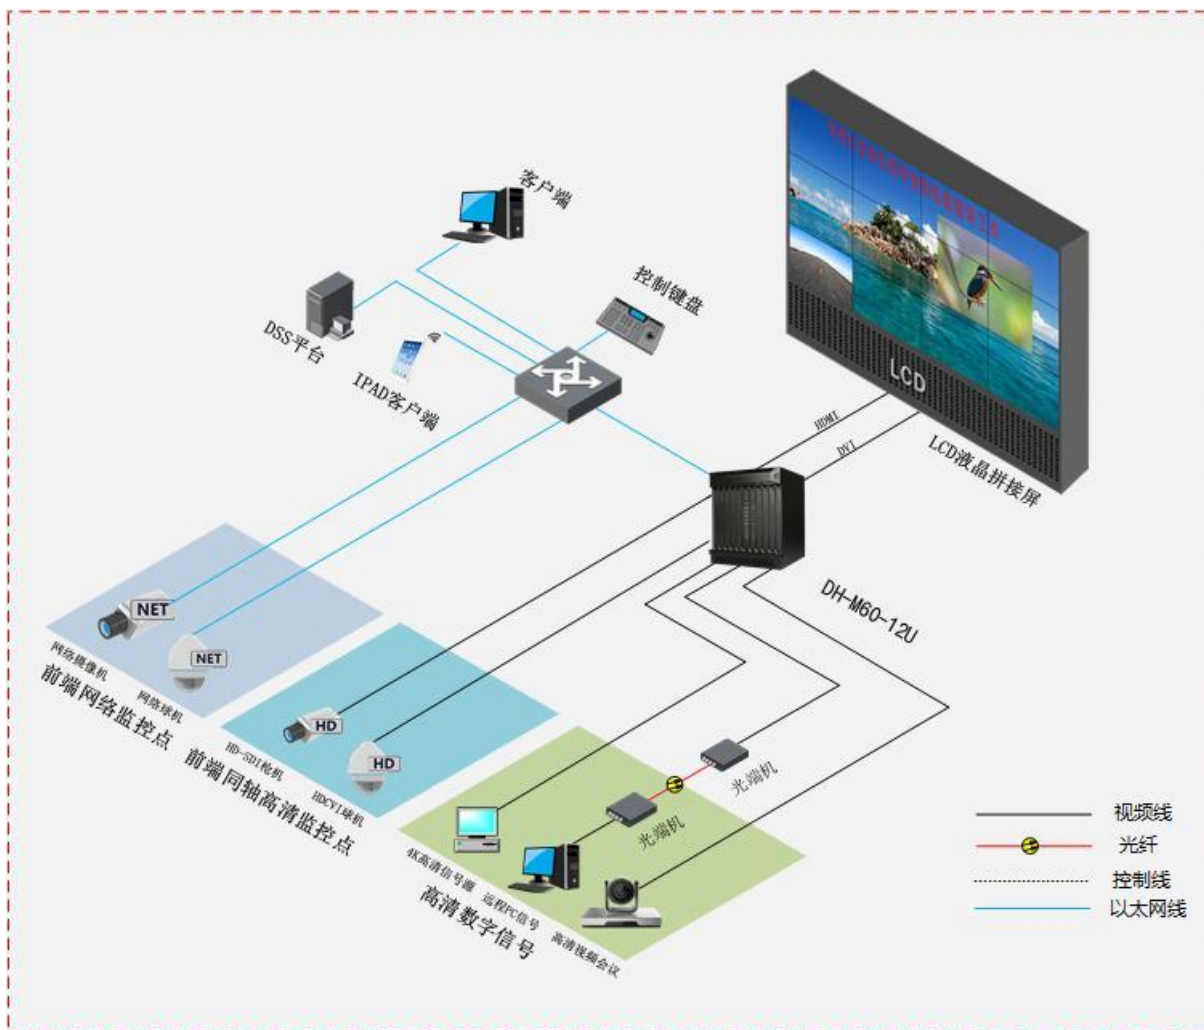 客户端
控制键盘
DSS平台
IPAD客户端
LCD
LCD液晶拼接屏
HDMI
DVI
DH-M60-12U
NET
网络摄像机
NET
网络球机
前端网络监控点
HD
HD-SDI枪机
HD
HDCVI球机
前端同轴高清监控点
光端机
光端机
4K高清信号源
远程PC信号
高清视频会议
高清数字信号
视频线
光纤
控制线
以太网线